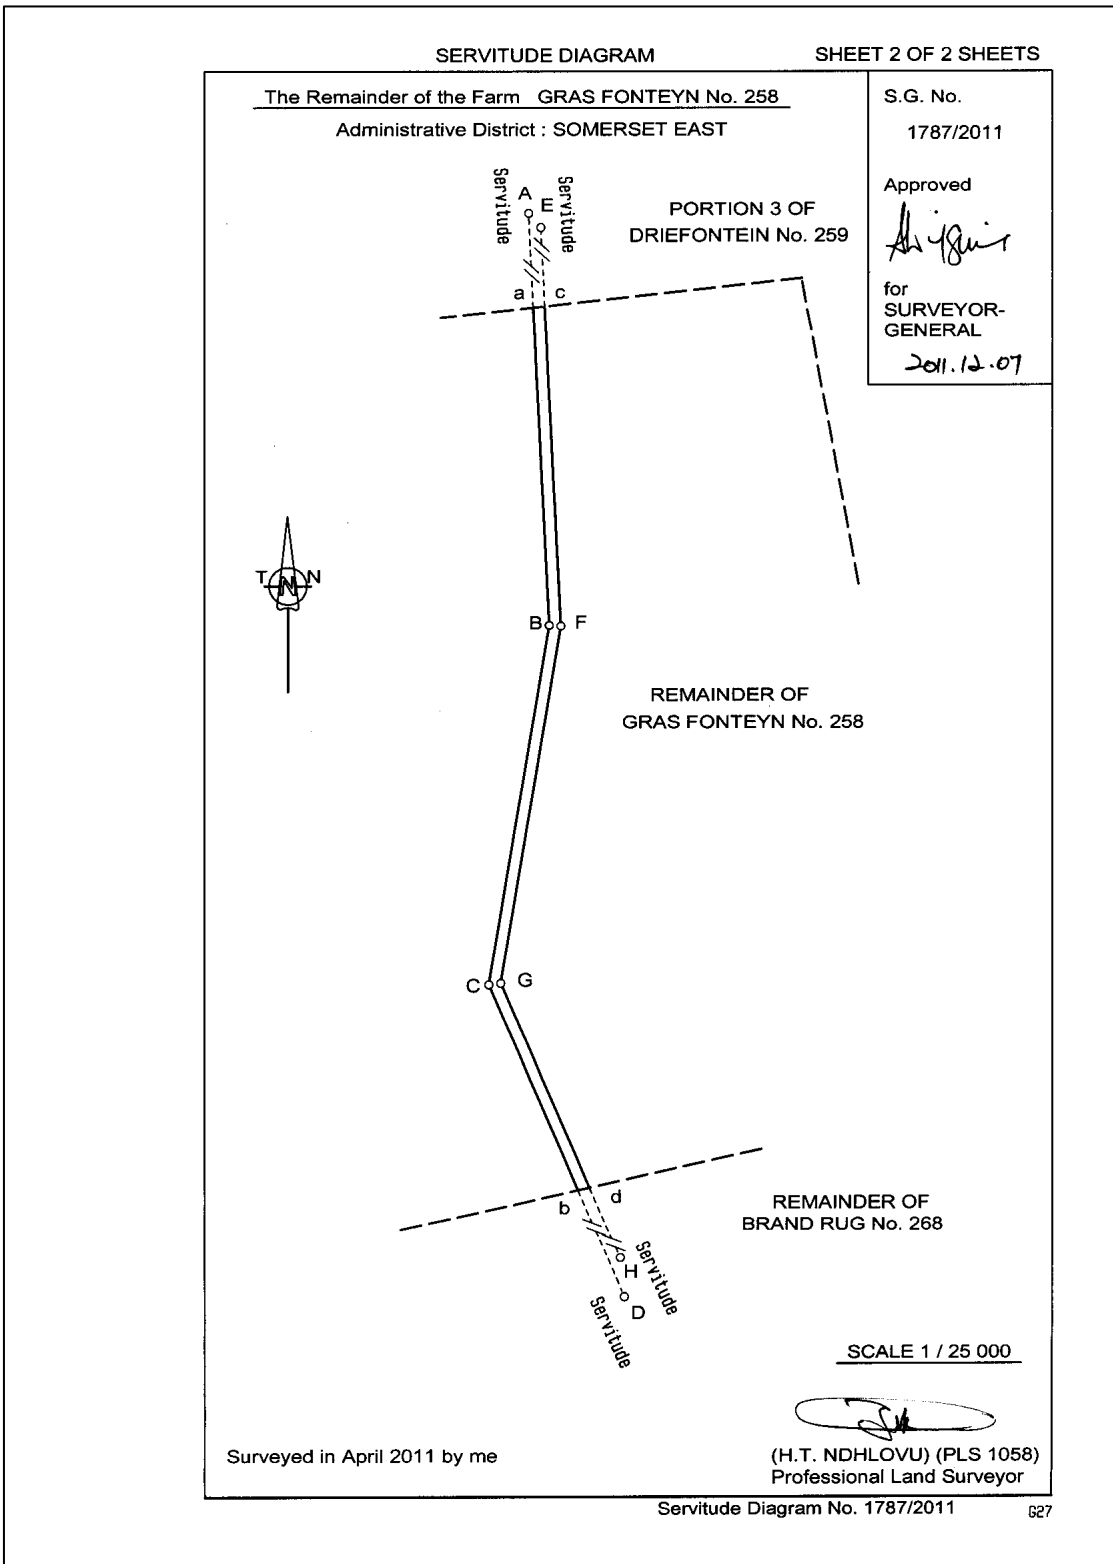 SERVITUDE DIAGRAM
SHEET 2 OF 2 SHEETS
The Remainder of the Farm GRAS FONTEYN No. 258
Administrative District : SOMERSET EAST
S.G. No.
1787/2011
Approved
for
SURVEYOR-
GENERAL
2011.12.07
Servitude
A
E
Servitude
PORTION 3 OF
DRIEFONTEIN No. 259
a
c
T
N
N
B
F
REMAINDER OF
GRAS FONTEYN No. 258
C
G
b
d
REMAINDER OF
BRAND RUG No. 268
H
Servitude
D
Servitude
SCALE 1 / 25 000
Surveyed in April 2011 by me
(H.T. NDHLOVU) (PLS 1058)
Professional Land Surveyor
Servitude Diagram No. 1787/2011
G27